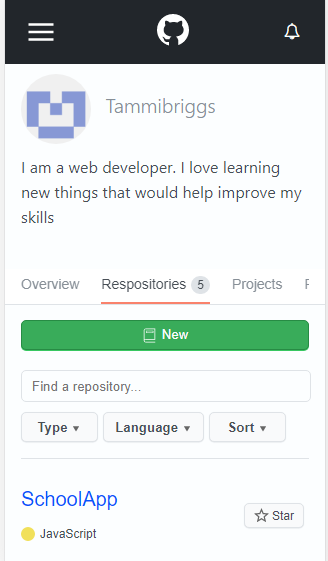 Tammibriggs
I am a web developer. I love learning
new things that would help improve my
skills
Overview Respositories 5 Projects
New
Find a repository...
Type Language Sort
SchoolApp
Star
JavaScript